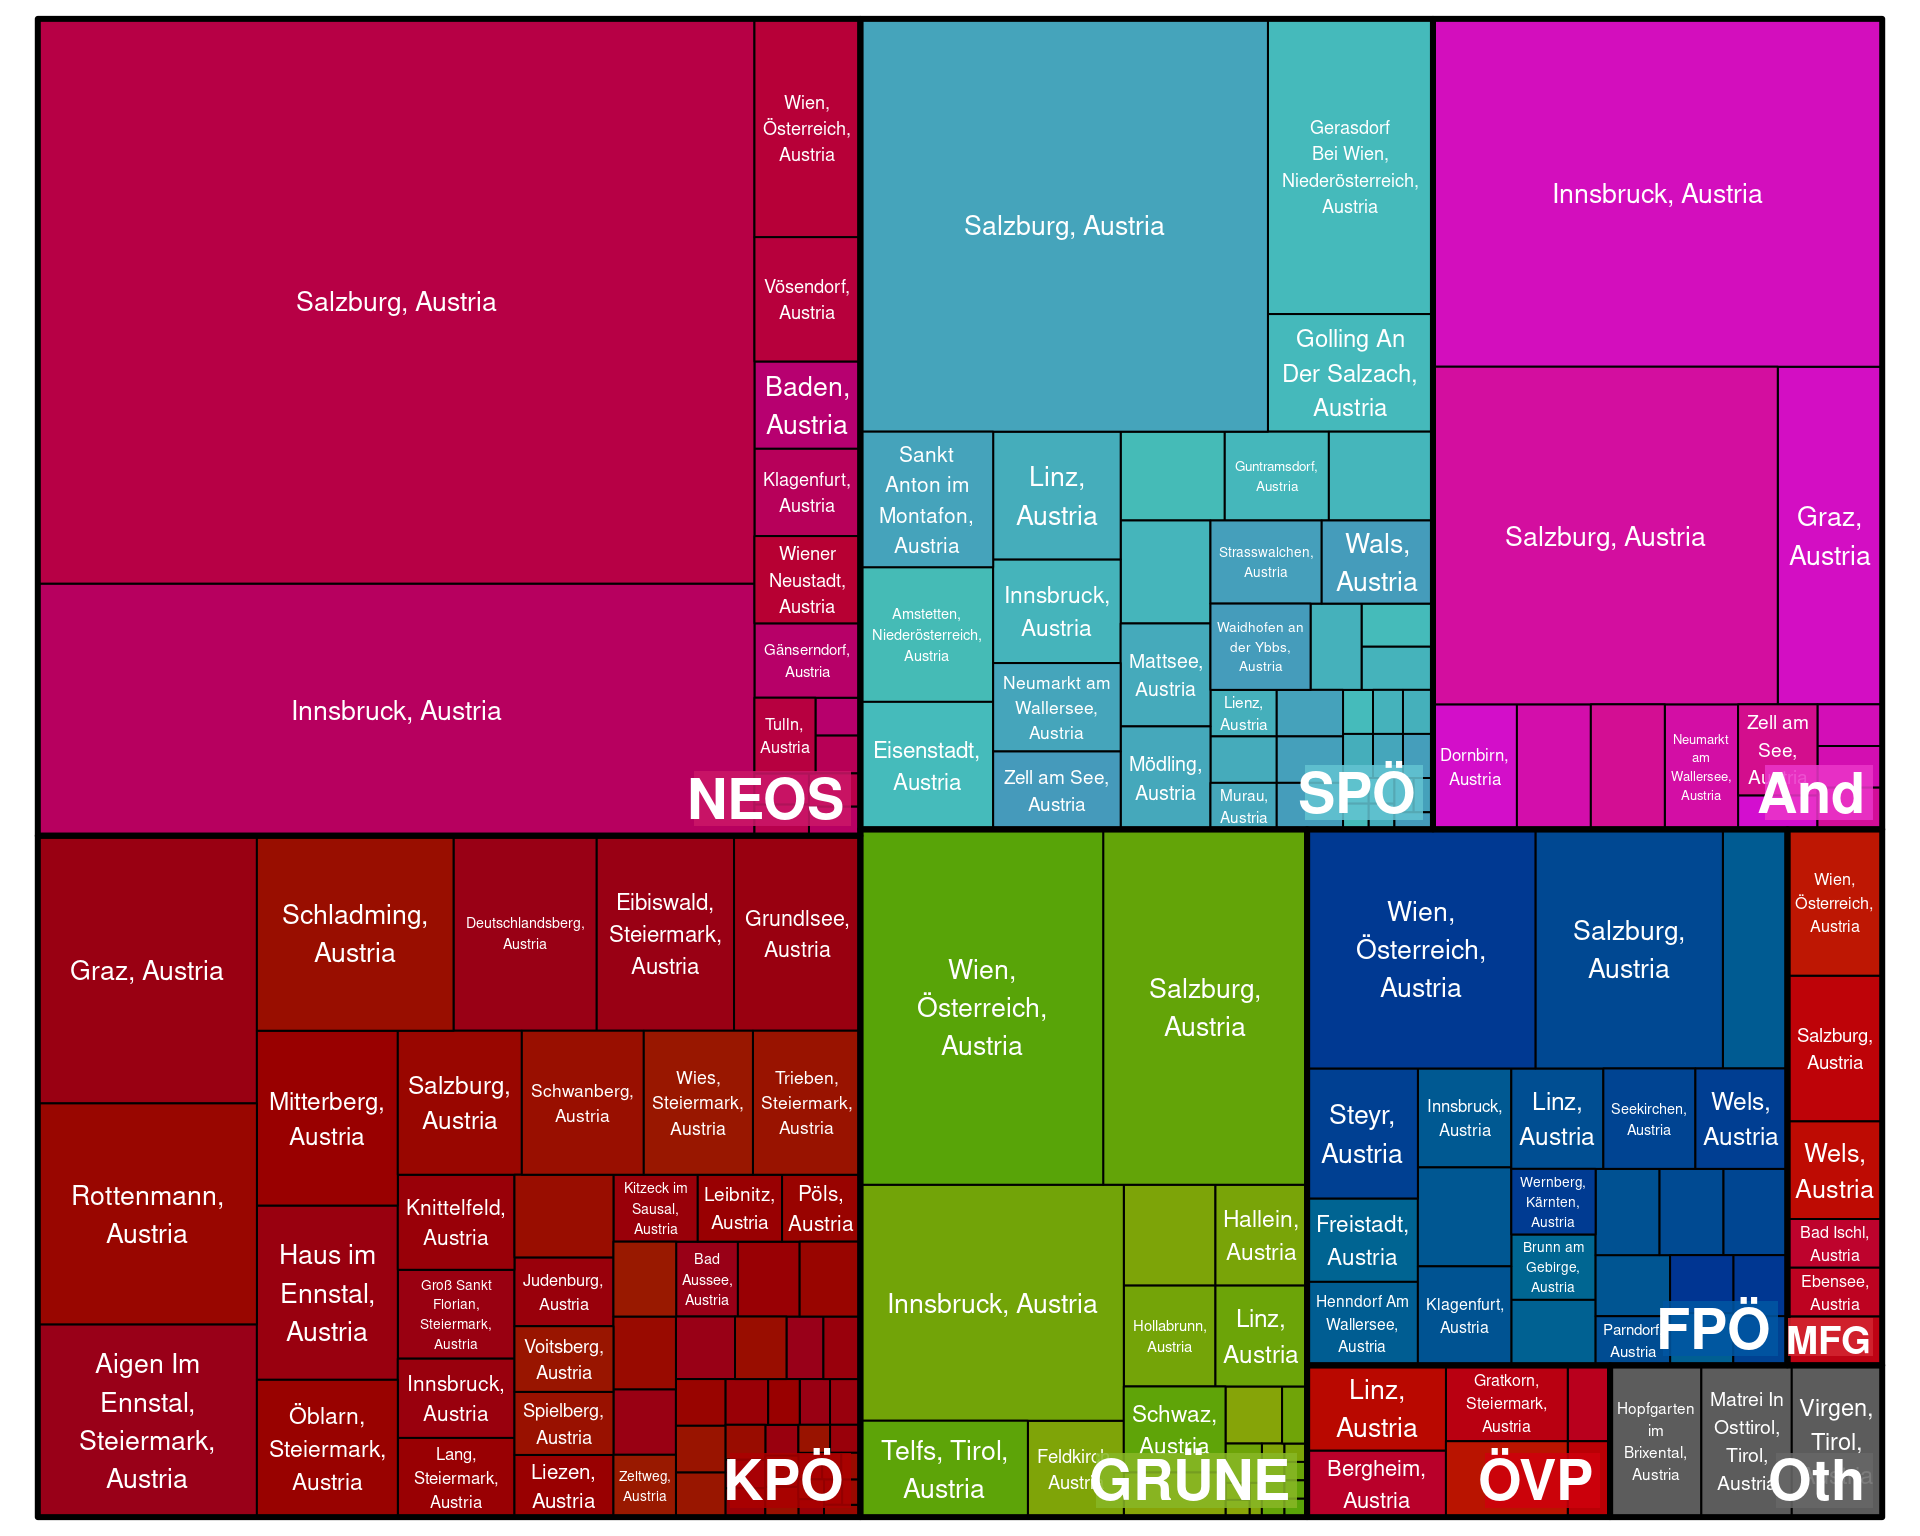 Salzburg, Austria
Innsbruck, Austria
Wien,
Österreich,
Austria
Vösendorf,
Austria
Baden,
Austria
Klagenfurt,
Austria
Wiener
Neustadt,
Austria
Gänserndorf,
Austria
Tulln,
Austria
NEOS
Salzburg, Austria
Gerasdorf
Bei Wien,
Niederösterreich,
Austria
Golling An
Der Salzach,
Austria
Sankt
Anton im
Montafon,
Austria
Amstetten,
Niederösterreich,
Austria
Eisenstadt,
Austria
Linz,
Austria
Innsbruck,
Austria
Neumarkt am
Wallersee,
Austria
Zell am See,
Austria
Guntramsdorf,
Austria
Strasswalchen,
Austria
Wals,
Austria
Waidhofen an
der Ybbs,
Austria
Mattsee,
Austria
Mödling,
Austria
Lienz,
Austria
Murau,
Austria
SPÖ
Innsbruck, Austria
Salzburg, Austria
Graz,
Austria
Dornbirn,
Austria
Neumarkt
am
Wallersee,
Austria
Zell am
See,
And
Graz, Austria
Rottenmann,
Austria
Aigen Im
Ennstal,
Steiermark,
Austria
Schladming,
Austria
Deutschlandsberg,
Austria
Eibiswald,
Steiermark,
Austria
Grundlsee,
Austria
Mitterberg,
Austria
Haus im
Ennstal,
Austria
Öblarn,
Steiermark,
Austria
Salzburg,
Austria
Schwanberg,
Austria
Wies,
Steiermark,
Austria
Trieben,
Steiermark,
Austria
Knittelfeld,
Austria
Groß Sankt
Florian,
Steiermark,
Austria
Innsbruck,
Austria
Lang,
Steiermark,
Austria
Judenburg,
Austria
Voitsberg,
Austria
Spielberg,
Austria
Liezen,
Austria
Kitzeck im
Sausal,
Austria
Leibnitz,
Austria
Pöls,
Austria
Bad
Aussee,
Austria
Zeltweg,
Austria
KPÖ
Wien,
Österreich,
Austria
Salzburg,
Austria
Innsbruck, Austria
Hallein,
Austria
Hollabrunn,
Austria
Linz,
Austria
Telfs, Tirol,
Austria
Feldkirch,
Austria
Schwaz,
Austria
GRÜNE
Wien,
Österreich,
Austria
Salzburg,
Austria
Steyr,
Austria
Freistadt,
Austria
Henndorf Am
Wallersee,
Austria
Innsbruck,
Austria
Linz,
Austria
Seekirchen,
Austria
Wels,
Austria
Klagenfurt,
Austria
Wernberg,
Kärnten,
Austria
Brunn am
Gebirge,
Austria
Parndorf,
Austria
FPÖ
Wien,
Österreich,
Austria
Salzburg,
Austria
Wels,
Austria
Bad Ischl,
Austria
Ebensee,
Austria
MFG
Linz,
Austria
Bergheim,
Austria
Gratkorn,
Steiermark,
Austria
ÖVP
Hopfgarten
im
Brixental,
Austria
Matrei In
Osttirol,
Tirol,
Austria
Virgen,
Tirol,
Oth